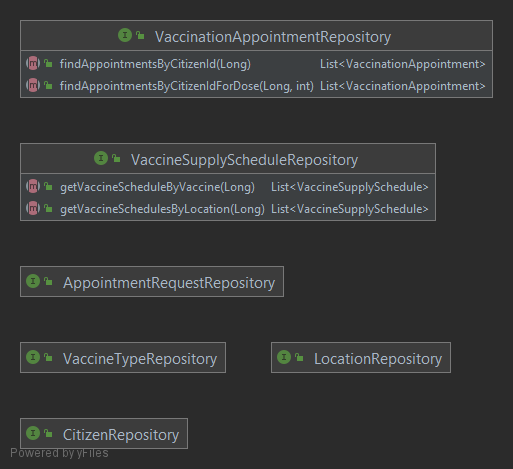 VaccinationAppointmentRepository
findAppointmentsByCitizenId(Long) List<VaccinationAppointment>
findAppointmentsByCitizenIdForDose(Long, int) List<VaccinationAppointment>
VaccineSupplyScheduleRepository
getVaccineScheduleByVaccine(Long) List<VaccineSupplySchedule>
getVaccineSchedulesByLocation(Long) List<VaccineSupplySchedule>
AppointmentRequestRepository
VaccineTypeRepository LocationRepository
CitizenRepository
Powered by yFiles